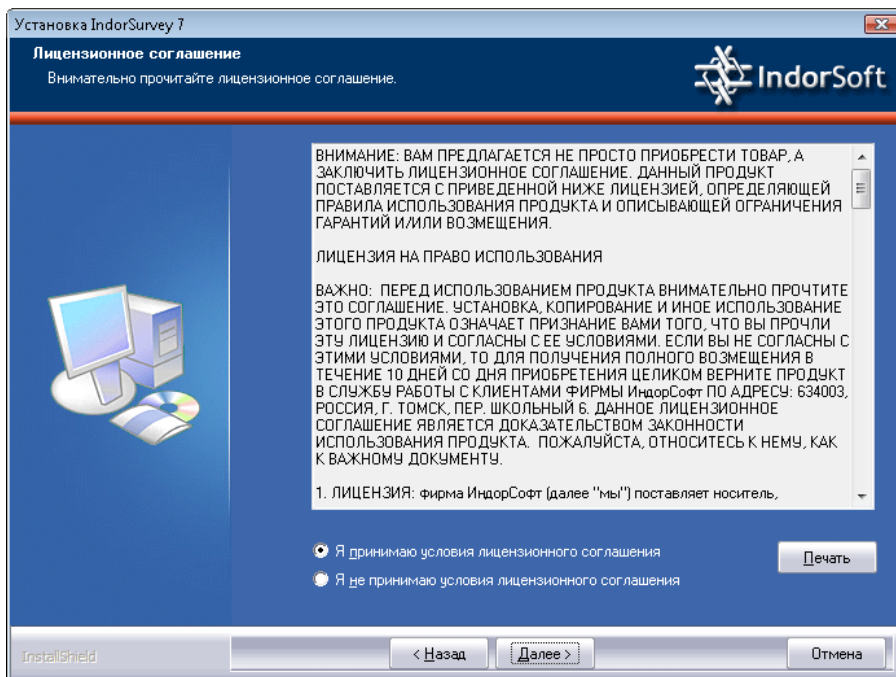 Установка IndorSurvey 7
Лицензионное соглашение
Внимательно прочитайте лицензионное соглашение.
IndorSoft
ВНИМАНИЕ: ВАМ ПРЕДЛАГАЕТСЯ НЕ ПРОСТО ПРИОБРЕСТИ ТОВАР, А
ЗАКЛЮЧИТЬ ЛИЦЕНЗИОННОЕ СОГЛАШЕНИЕ. ДАННЫЙ ПРОДУКТ
ПОСТАВЛЯЕТСЯ С ПРИВЕДЕННОЙ НИЖЕ ЛИЦЕНЗИЕЙ, ОПРЕДЕЛЯЮЩЕЙ
ПРАВИЛА ИСПОЛЬЗОВАНИЯ ПРОДУКТА И ОПИСЫВАЮЩЕЙ ОГРАНИЧЕНИЯ
ГАРАНТИЙ И/ИЛИ ВОЗМЕЩЕНИЯ.
ЛИЦЕНЗИЯ НА ПРАВО ИСПОЛЬЗОВАНИЯ
ВАЖНО: ПЕРЕД ИСПОЛЬЗОВАНИЕМ ПРОДУКТА ВНИМАТЕЛЬНО ПРОЧТИТЕ
ЭТО СОГЛАШЕНИЕ. УСТАНОВКА, КОПИРОВАНИЕ И ИНОЕ ИСПОЛЬЗОВАНИЕ
ЭТОГО ПРОДУКТА ОЗНАЧАЕТ ПРИЗНАНИЕ ВАМИ ТОГО, ЧТО ВЫ ПРОЧЛИ
ЭТУ ЛИЦЕНЗИЮ И СОГЛАСНЫ С ЕЕ УСЛОВИЯМИ. ЕСЛИ ВЫ НЕ СОГЛАСНЫ С
ЭТИМИ УСЛОВИЯМИ, ТО ДЛЯ ПОЛУЧЕНИЯ ПОЛНОГО ВОЗМЕЩЕНИЯ В
ТЕЧЕНИЕ 10 ДНЕЙ СО ДНЯ ПРИОБРЕТЕНИЯ ЦЕЛИКОМ ВЕРНИТЕ ПРОДУКТ
В СЛУЖБУ РАБОТЫ С КЛИЕНТАМИ ФИРМЫ ИндорСофт ПО АДРЕСУ: 634003,
РОССИЯ, Г. ТОМСК, ПЕР. ШКОЛЬНЫЙ 6. ДАННОЕ ЛИЦЕНЗИОННОЕ
СОГЛАШЕНИЕ ЯВЛЯЕТСЯ ДОКАЗАТЕЛЬСТВОМ ЗАКОННОСТИ
ИСПОЛЬЗОВАНИЯ ПРОДУКТА. ПОЖАЛУЙСТА, ОТНОСИТЕСЬ К НЕМУ, КАК
К ВАЖНОМУ ДОКУМЕНТУ.
1. ЛИЦЕНЗИЯ: фирма ИндорСофт (далее "мы") поставляет носитель,
Я принимаю условия лицензионного соглашения
Я не принимаю условия лицензионного соглашения
Печать
InstallShield
< Назад
Далее >
Отмена